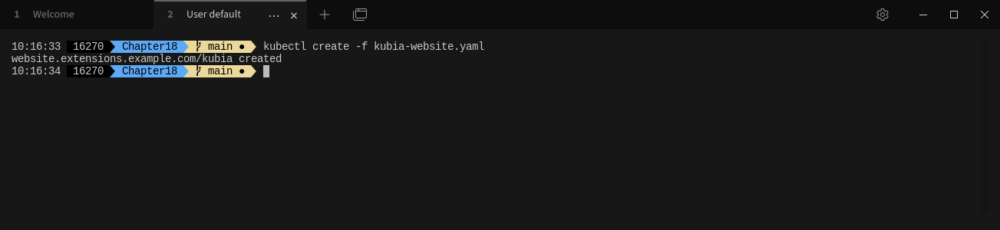 1 Welcome 2 User default ... ×
10:16:33 16270 Chapter18 main ● kubectl create -f kubia-website.yaml
website.extensions.example.com/kubia created
10:16:34 16270 Chapter18 main ●